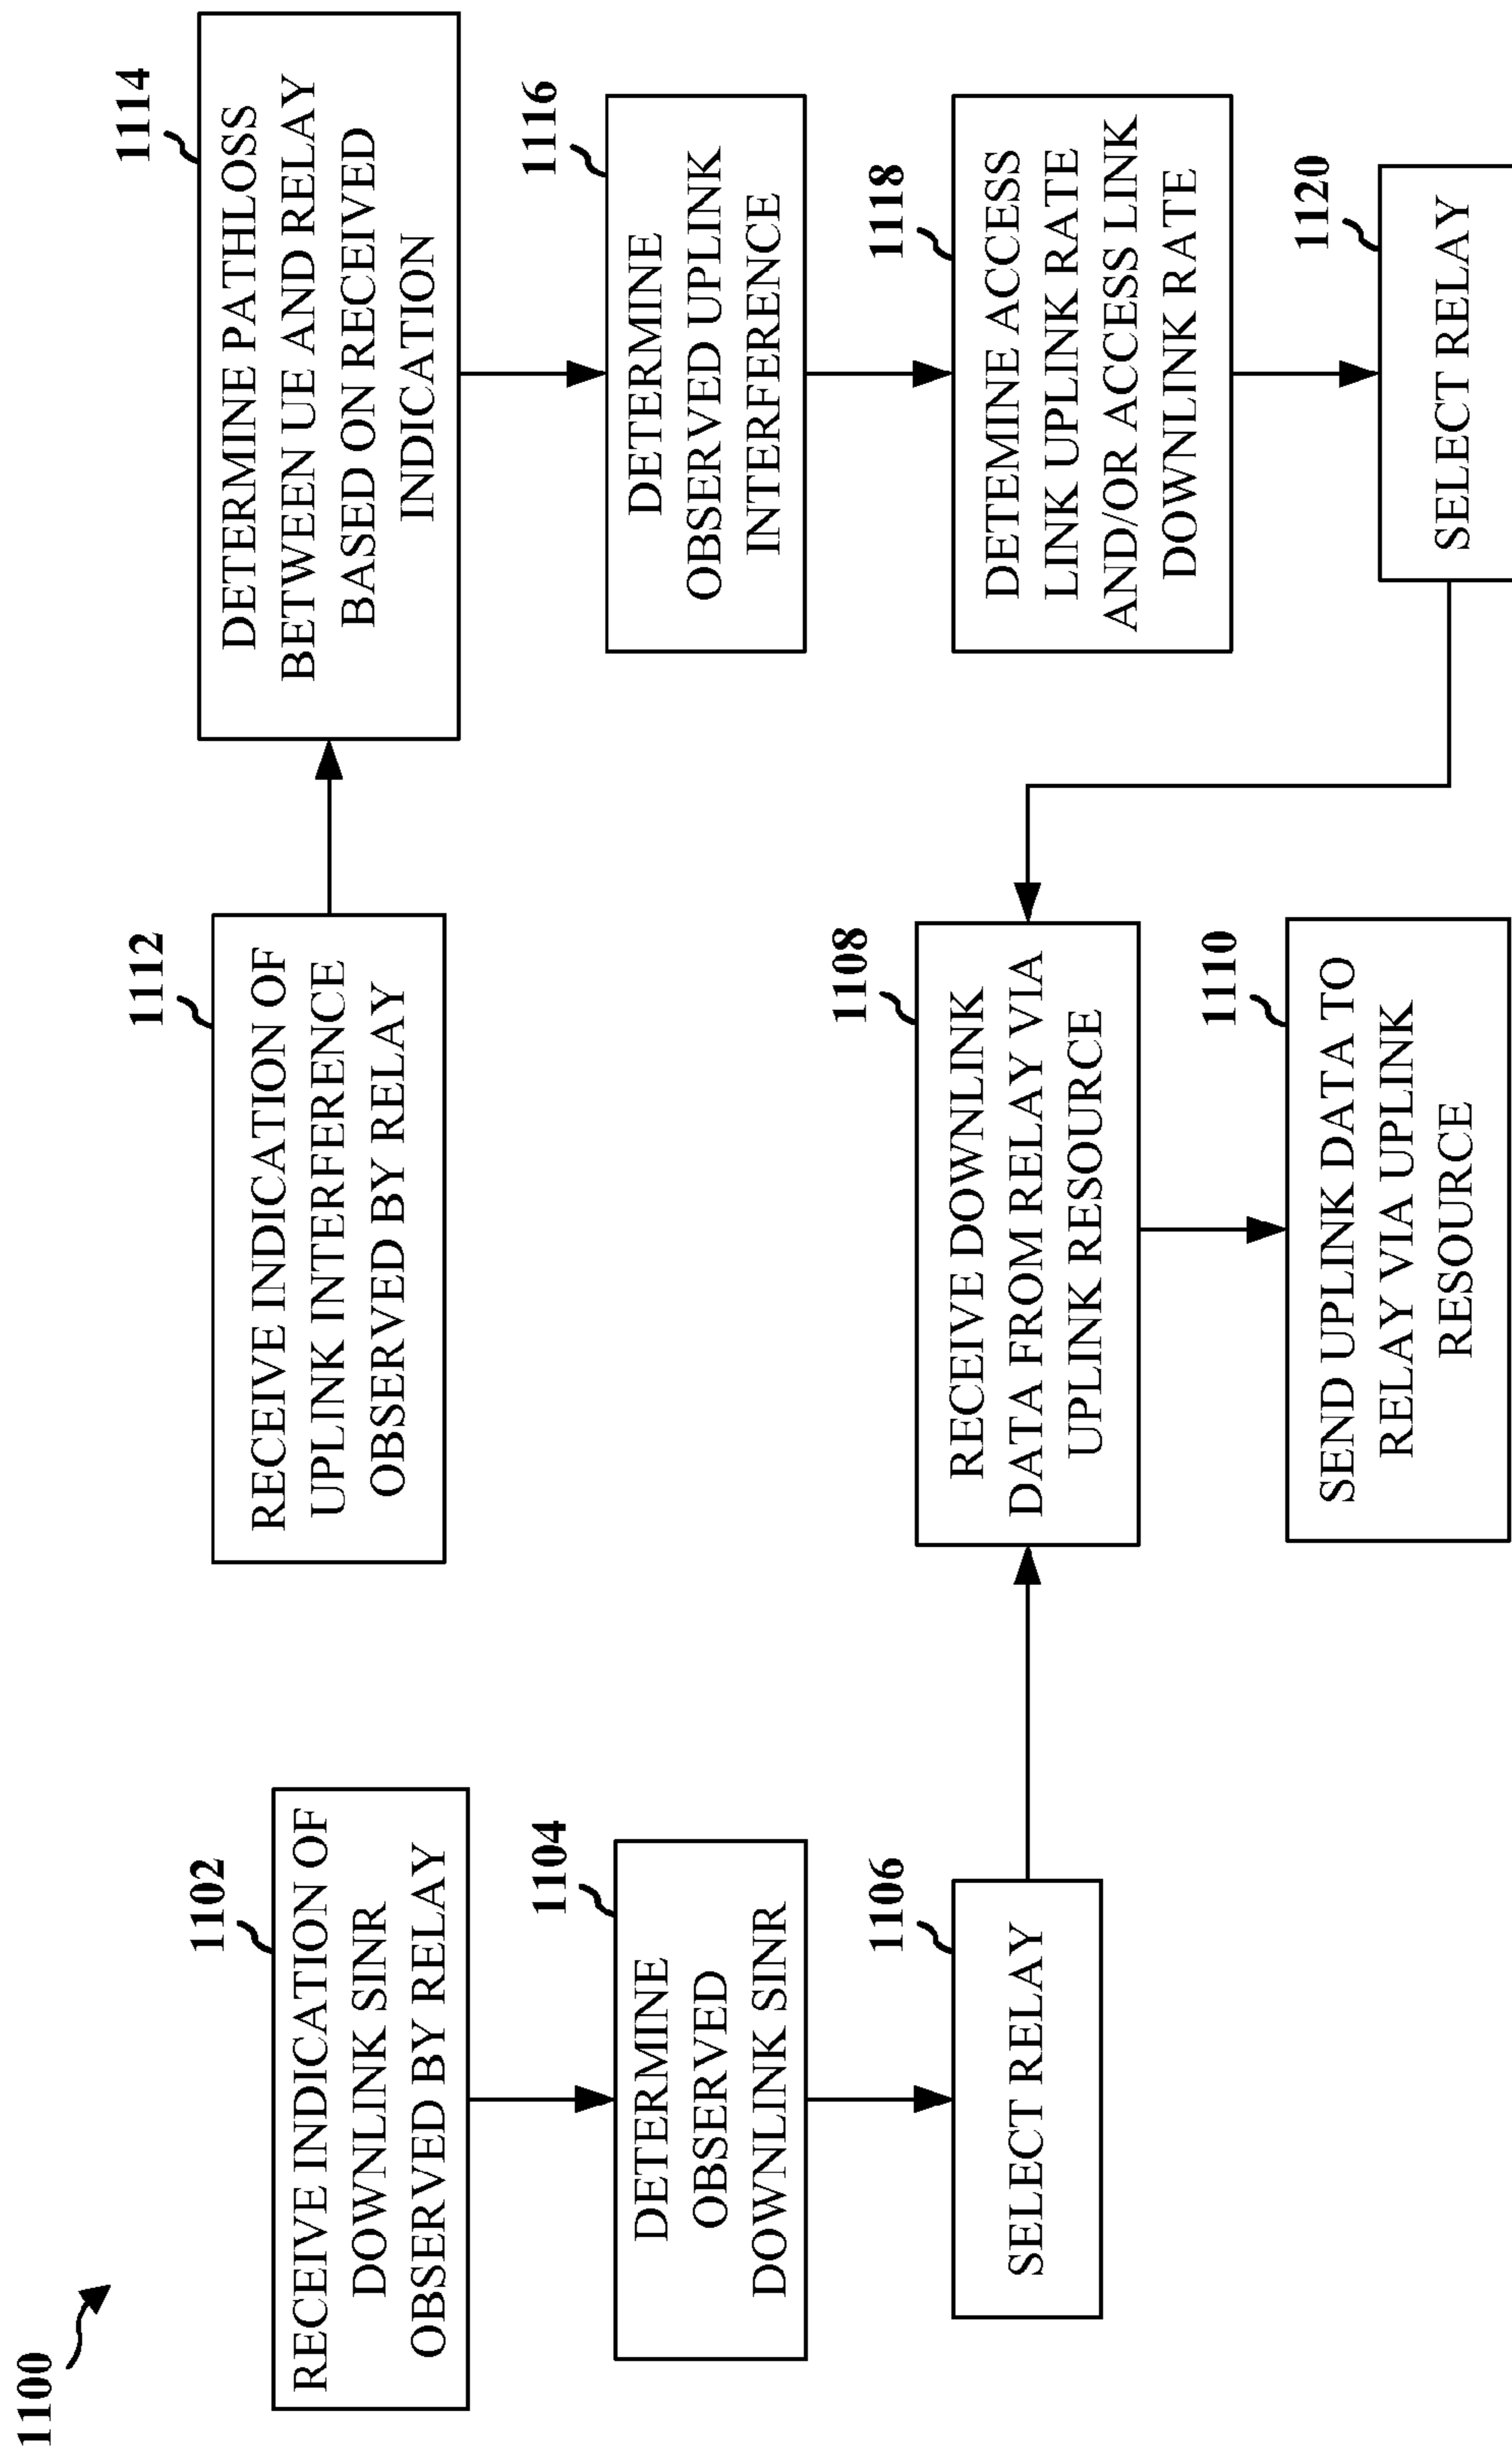 1100
1102
RECEIVE INDICATION OF
DOWNLINK SINR
OBSERVED BY RELAY
1104
DETERMINE
OBSERVED
DOWNLINK SINR
1106
SELECT RELAY
1112
RECEIVE INDICATION OF
UPLINK INTERFERENCE
OBSERVED BY RELAY
1108
RECEIVE DOWNLINK
DATA FROM RELAY VIA
UPLINK RESOURCE
1110
SEND UPLINK DATA TO
RELAY VIA UPLINK
RESOURCE
1114
DETERMINE PATHLOSS
BETWEEN UE AND RELAY
BASED ON RECEIVED
INDICATION
1116
DETERMINE
OBSERVED UPLINK
INTERFERENCE
1118
DETEMINE ACCESS
LINK UPLINK RATE
AND/OR ACCESS LINK
DOWNLINK RATE
1120
SELECT RELAY